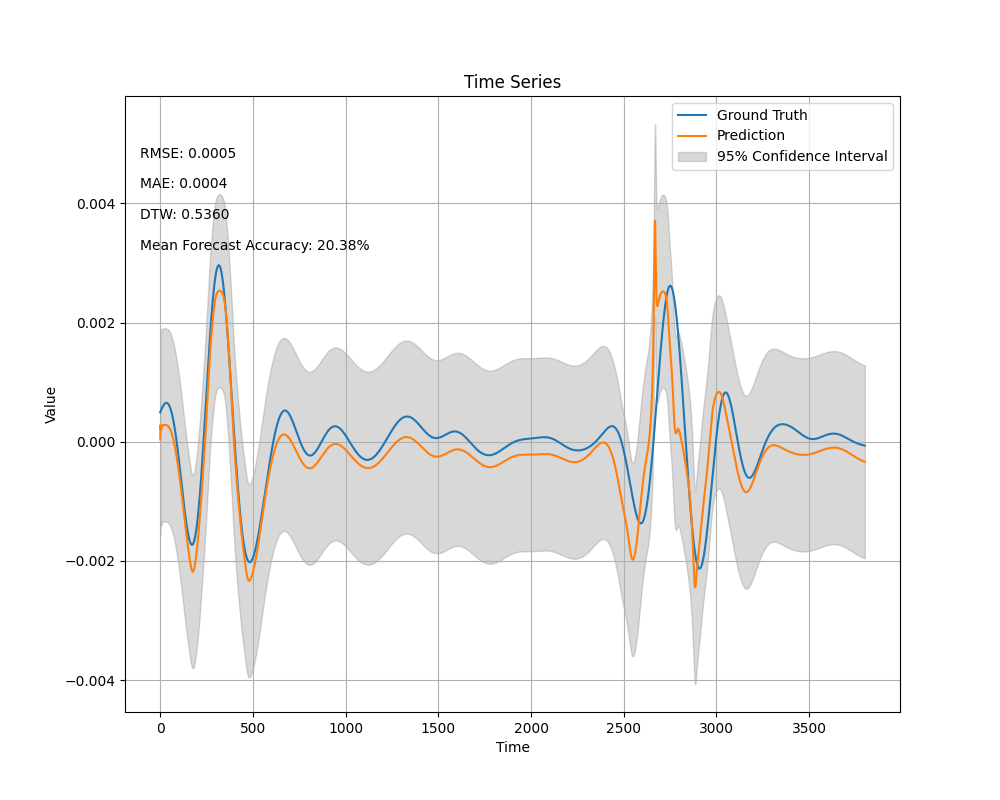 Time Series
Ground Truth
Prediction
95% Confidence Interval
RMSE: 0.0005
MAE: 0.0004
DTW: 0.5360
Mean Forecast Accuracy: 20.38%
0.004
0.002
0.000
−0.002
−0.004
Value
0 500 1000 1500 2000 2500 3000 3500
Time